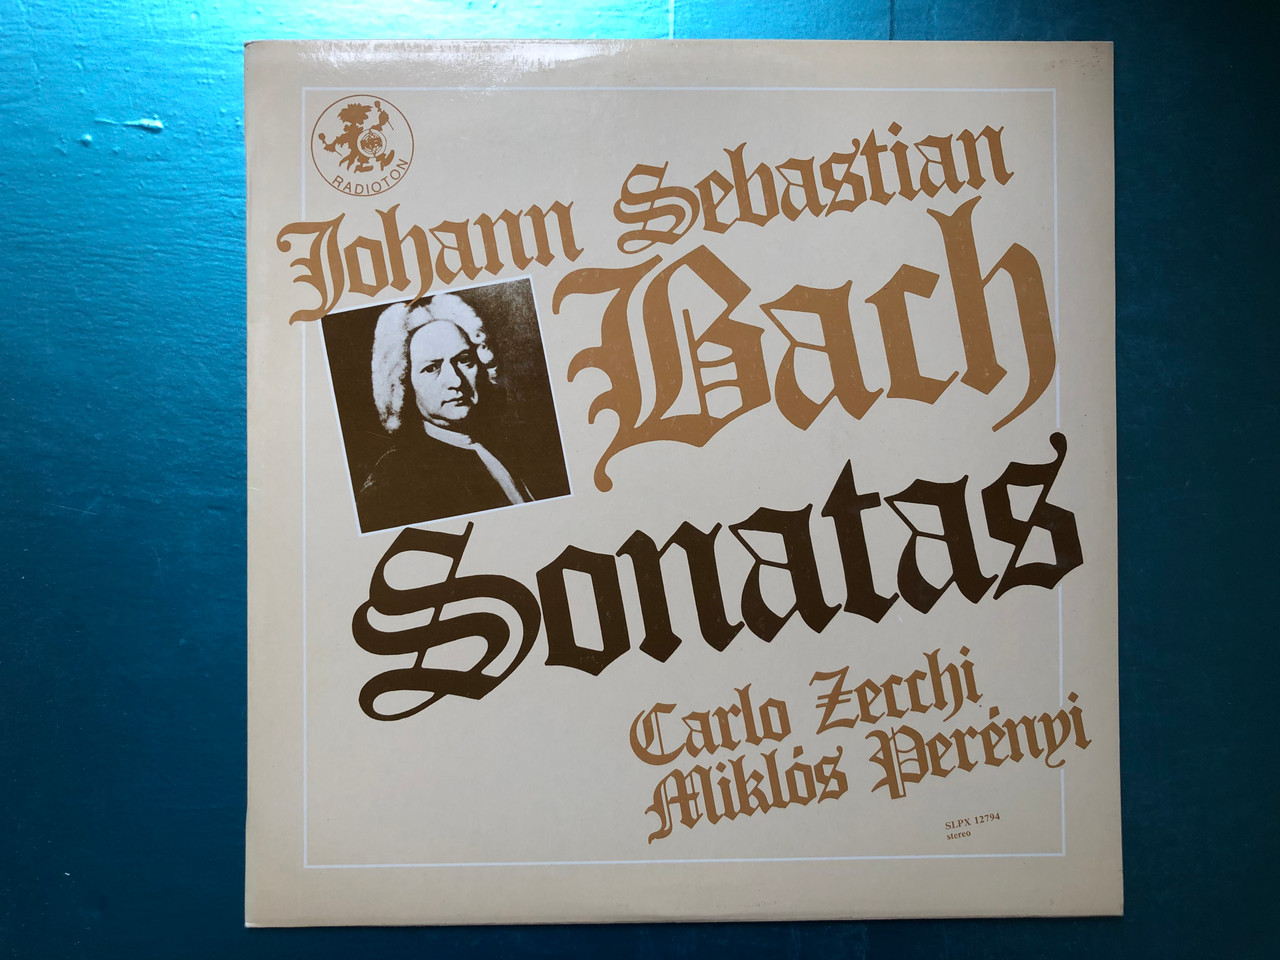 RADIOTON
Johann Sebastian
Bach
Sonatas
Carlo Zecchi
Miklós Perényi
SLPX 12794
stereo